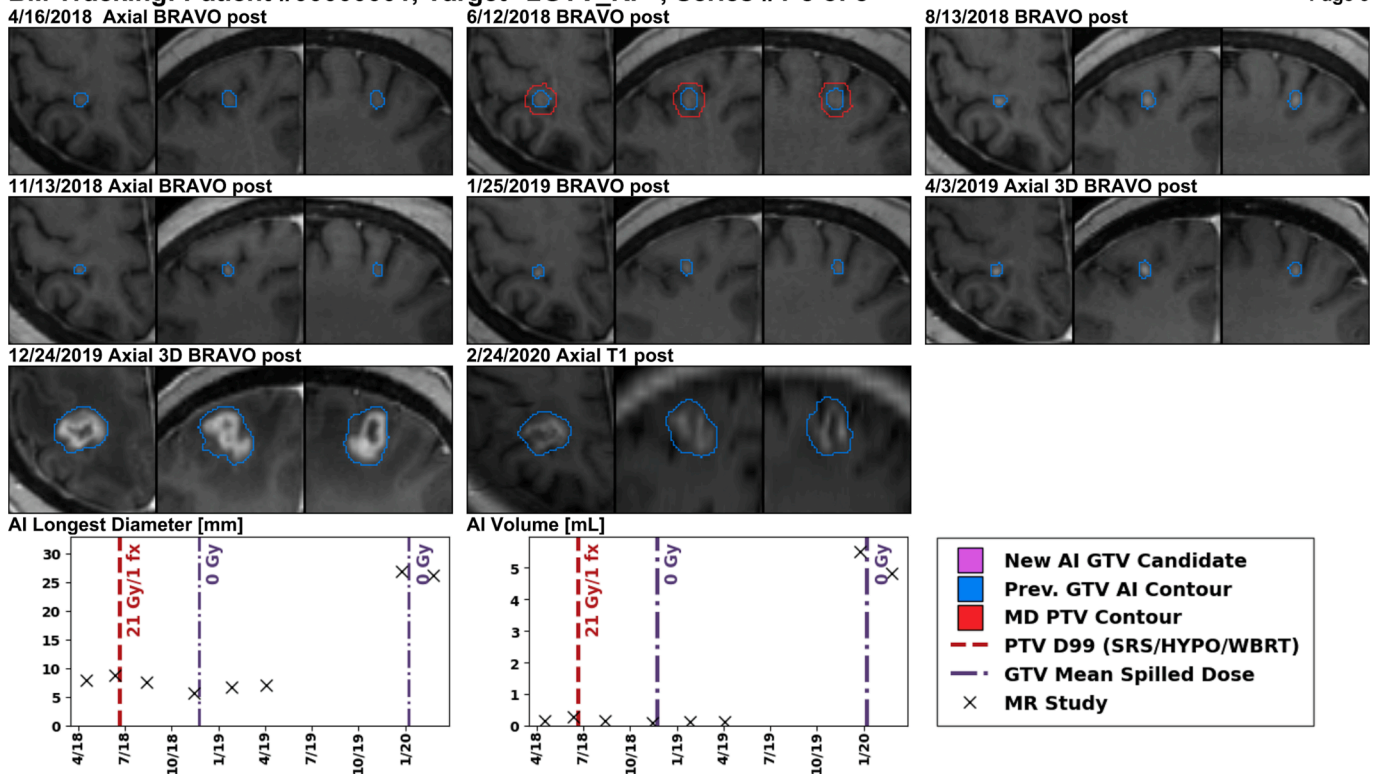 4/16/2018 Axial BRAVO post
6/12/2018 BRAVO post
8/13/2018 BRAVO post
11/13/2018 Axial BRAVO post
1/25/2019 BRAVO post
4/3/2019 Axial 3D BRAVO post
12/24/2019 Axial 3D BRAVO post
2/24/2020 Axial T1 post
AI Longest Diameter [mm]
30
25
20
15
10
5
0
21 Gy/1 fx
0 Gy
0 Gy
4/18
7/18
10/18
1/19
4/19
7/19
10/19
1/20
AI Volume [mL]
5
4
3
2
1
0
21 Gy/1 fx
0 Gy
0 Gy
4/18
7/18
10/18
1/19
4/19
7/19
10/19
1/20
New AI GTV Candidate
Prev. GTV AI Contour
MD PTV Contour
PTV D99 (SRS/HYPO/WBRT)
GTV Mean Spilled Dose
MR Study